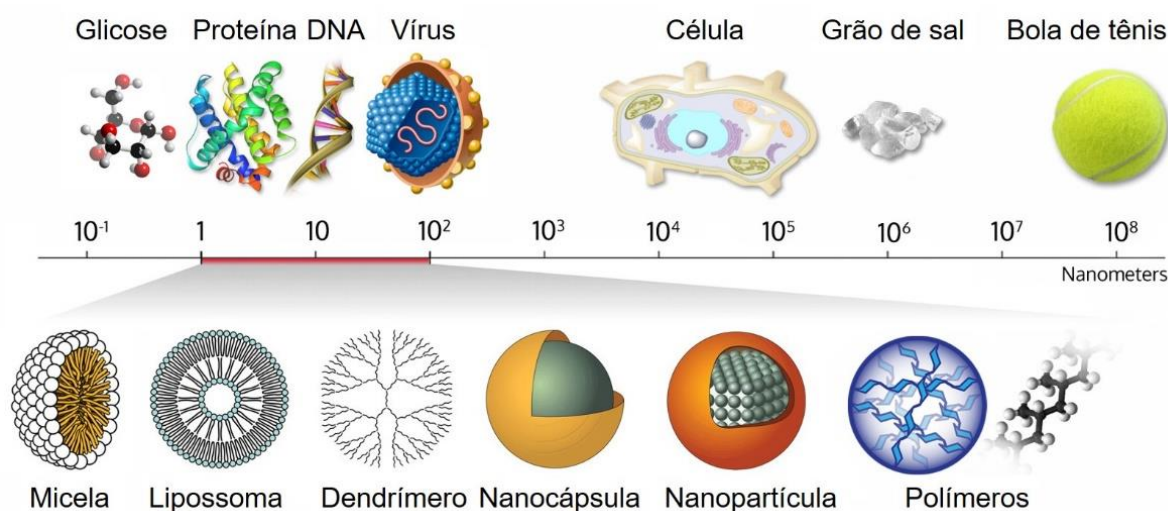 Glicose Proteína DNA Vírus Célula Grão de sal Bola de tênis
10⁻¹ 1 10 10² 10³ 10⁴ 10⁵ 10⁶ 10⁷ 10⁸
Nanometers
Micela Lipossoma Dendrímero Nanocápsula Nanopartícula Polímeros